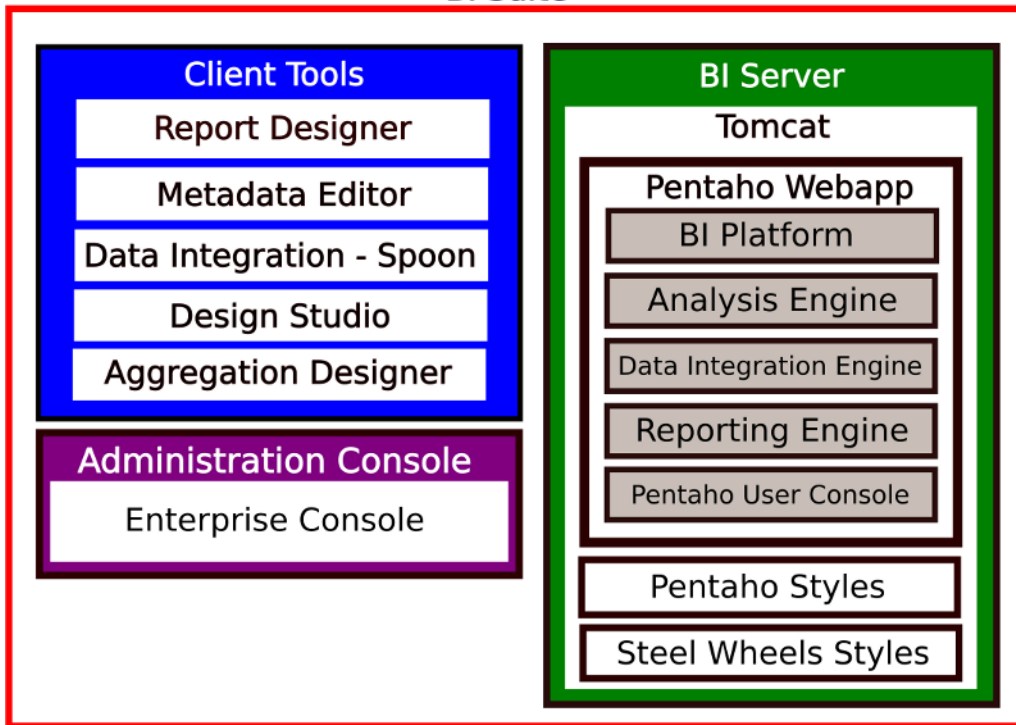 Client Tools
Report Designer
Metadata Editor
Data Integration - Spoon
Design Studio
Aggregation Designer
Administration Console
Enterprise Console
BI Server
Tomcat
Pentaho Webapp
BI Platform
Analysis Engine
Data Integration Engine
Reporting Engine
Pentaho User Console
Pentaho Styles
Steel Wheels Styles